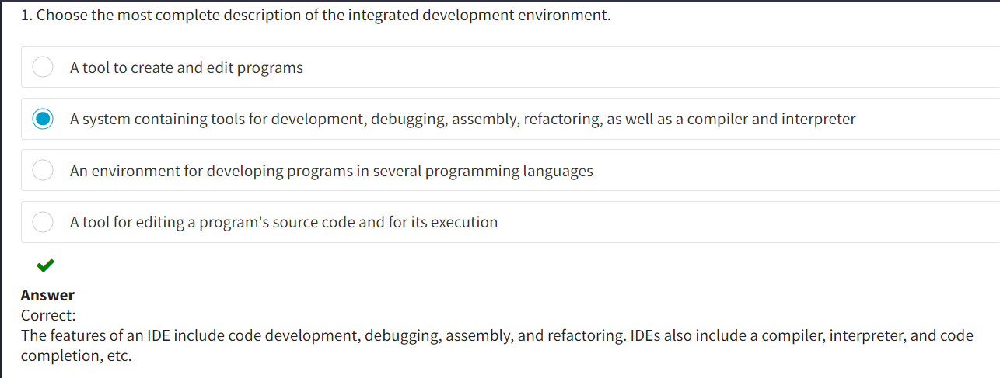 1. Choose the most complete description of the integrated development environment.
A tool to create and edit programs
A system containing tools for development, debugging, assembly, refactoring, as well as a compiler and interpreter
An environment for developing programs in several programming languages
A tool for editing a program's source code and for its execution
Answer
Correct:
The features of an IDE include code development, debugging, assembly, and refactoring. IDEs also include a compiler, interpreter, and code
completion, etc.